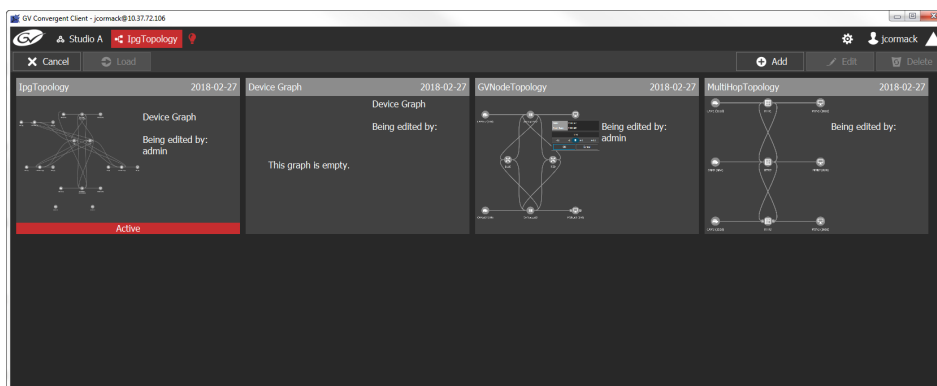 GV Convergent Client - jcormack@10.37.72.106
GV Studio A IpgTopology jcormack
Cancel Load Add Edit Delete
IpgTopology 2018-02-27
Device Graph
Being edited by:
admin
Active
Device Graph 2018-02-27
Device Graph
Being edited by:
This graph is empty.
GVNodeTopology 2018-02-27
Being edited by:
admin
MultiHopTopology 2018-02-27
Being edited by: